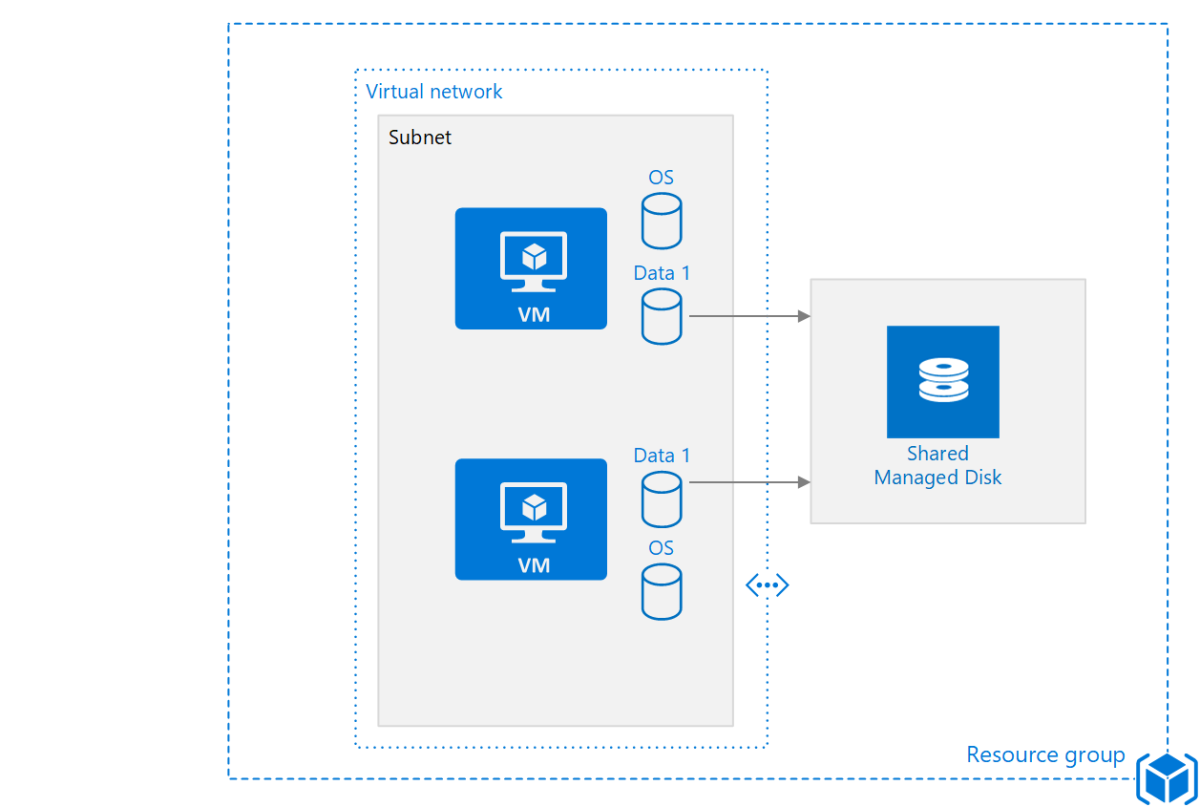 Virtual network
Subnet
OS
Data 1
VM
Shared
Managed Disk
Data 1
VM
OS
Resource group